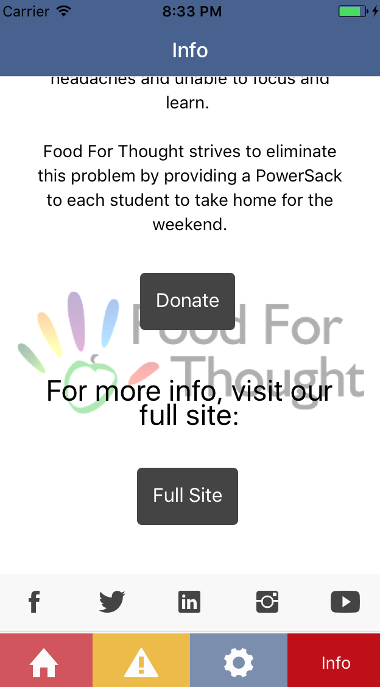 Carrier 8:33 PM
Info
headaches and unable to focus and
learn.
Food For Thought strives to eliminate
this problem by providing a PowerSack
to each student to take home for the
weekend.
Donate
Food For
Thought
For more info, visit our
full site:
Full Site
Info